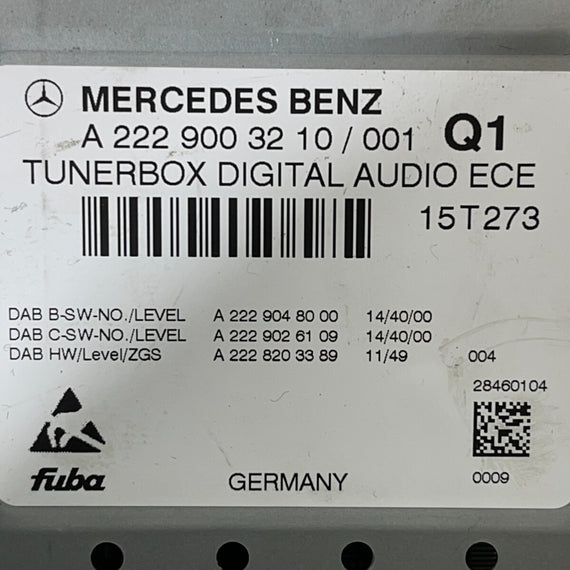 MERCEDES BENZ
A 222 900 32 10 / 001 Q1
TUNERBOX DIGITAL AUDIO ECE
15T273
DAB B-SW-NO./LEVEL A 222 904 80 00 14/40/00
DAB C-SW-NO./LEVEL A 222 902 61 09 14/40/00
DAB HW/Level/ZGS A 222 820 33 89 11/49 004
28460104
fuba GERMANY 0009